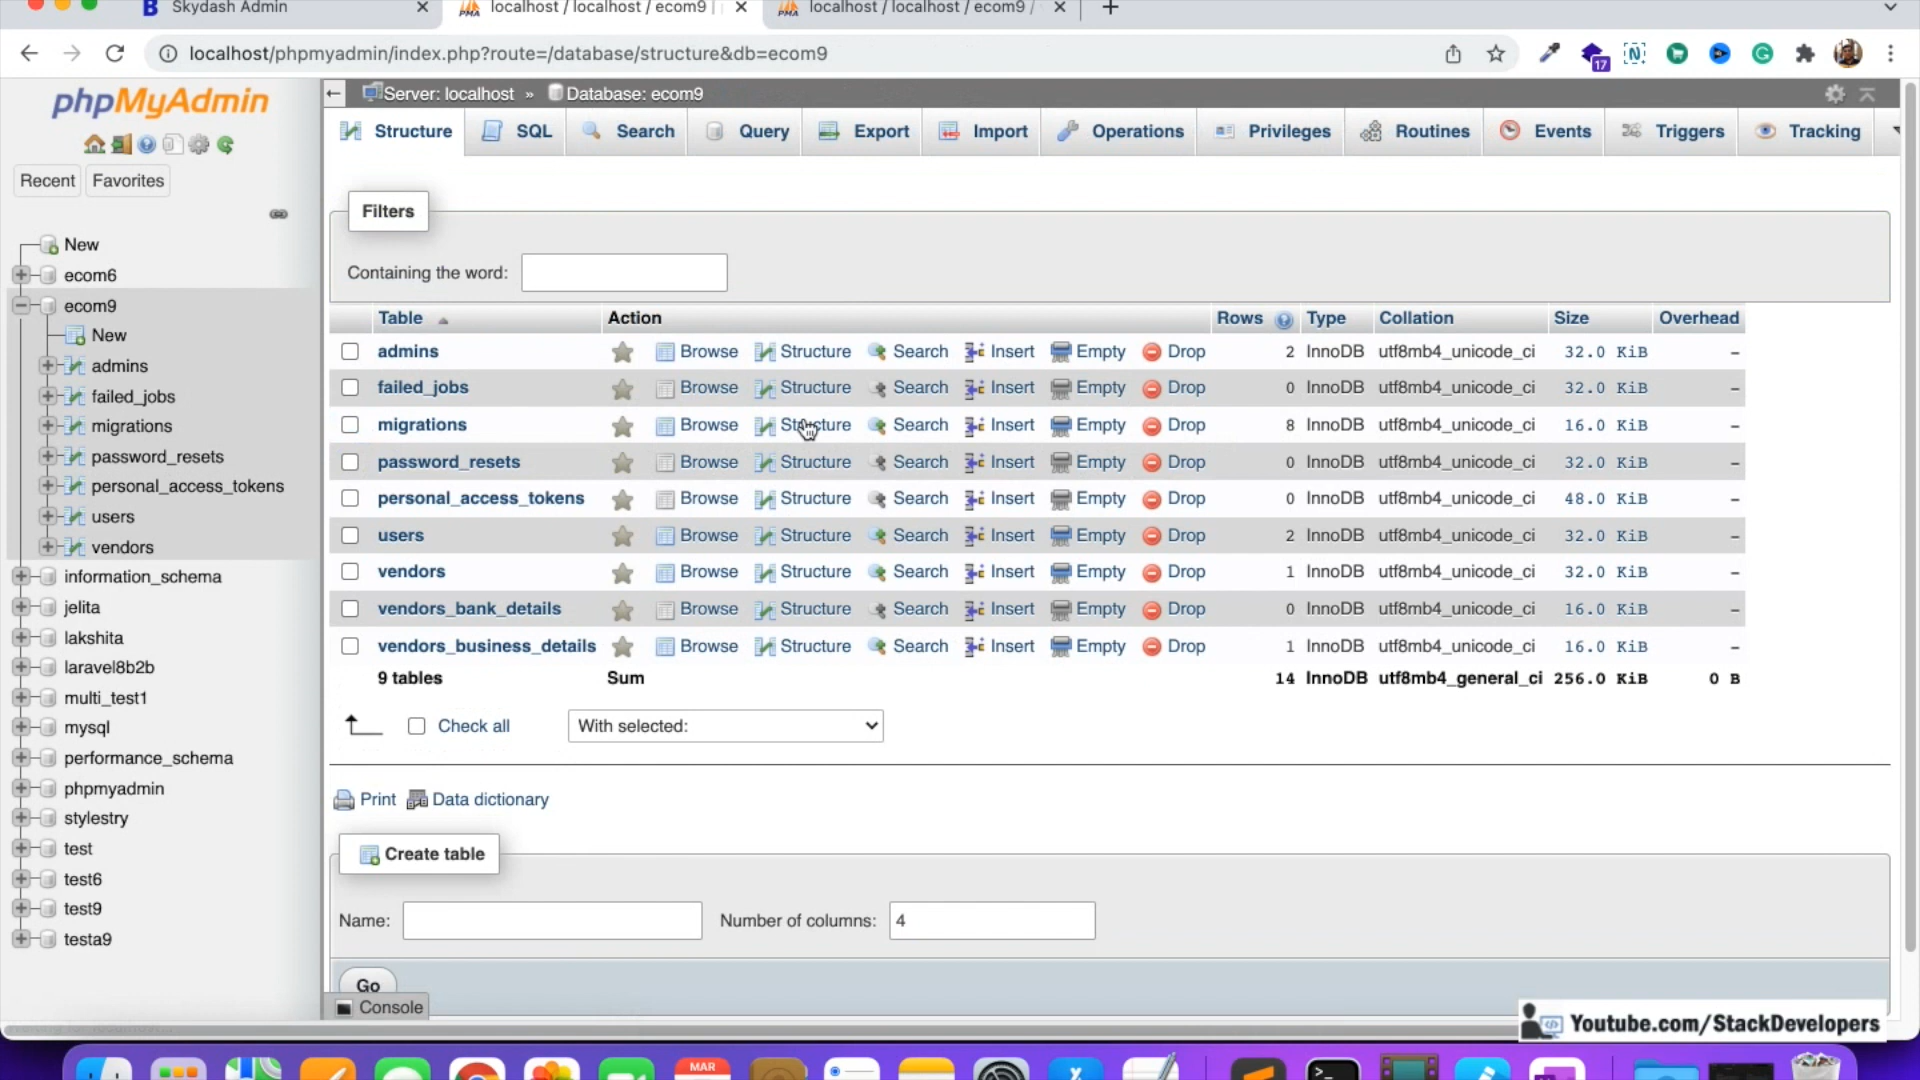 Skydash Admin
localhost / localhost / ecom9 |
localhost / localhost / ecom9 /
localhost/phpmyadmin/index.php?route=/database/structure&db=ecom9
17
phpMyAdmin
Recent
Favorites
New
ecom6
ecom9
New
admins
failed_jobs
migrations
password_resets
personal_access_tokens
users
vendors
information_schema
jelita
lakshita
laravel8b2b
multi_test1
mysql
performance_schema
phpmyadmin
stylestry
test
test6
test9
testa9
Server: localhost » Database: ecom9
Structure SQL Search Query Export Import Operations Privileges Routines Events Triggers Tracking
Filters
Containing the word:
Table Action Rows Type Collation Size Overhead
admins Browse Structure Search Insert Empty Drop 2 InnoDB utf8mb4_unicode_ci 32.0 KiB –
failed_jobs Browse Structure Search Insert Empty Drop 0 InnoDB utf8mb4_unicode_ci 32.0 KiB –
migrations Browse Structure Search Insert Empty Drop 8 InnoDB utf8mb4_unicode_ci 16.0 KiB –
password_resets Browse Structure Search Insert Empty Drop 0 InnoDB utf8mb4_unicode_ci 32.0 KiB –
personal_access_tokens Browse Structure Search Insert Empty Drop 0 InnoDB utf8mb4_unicode_ci 48.0 KiB –
users Browse Structure Search Insert Empty Drop 2 InnoDB utf8mb4_unicode_ci 32.0 KiB –
vendors Browse Structure Search Insert Empty Drop 1 InnoDB utf8mb4_unicode_ci 32.0 KiB –
vendors_bank_details Browse Structure Search Insert Empty Drop 0 InnoDB utf8mb4_unicode_ci 16.0 KiB –
vendors_business_details Browse Structure Search Insert Empty Drop 1 InnoDB utf8mb4_unicode_ci 16.0 KiB –
9 tables Sum 14 InnoDB utf8mb4_general_ci 256.0 KiB 0 B
Check all With selected:
Print Data dictionary
Create table
Name: Number of columns: 4
Go
Console
Youtube.com/StackDevelopers
MAR